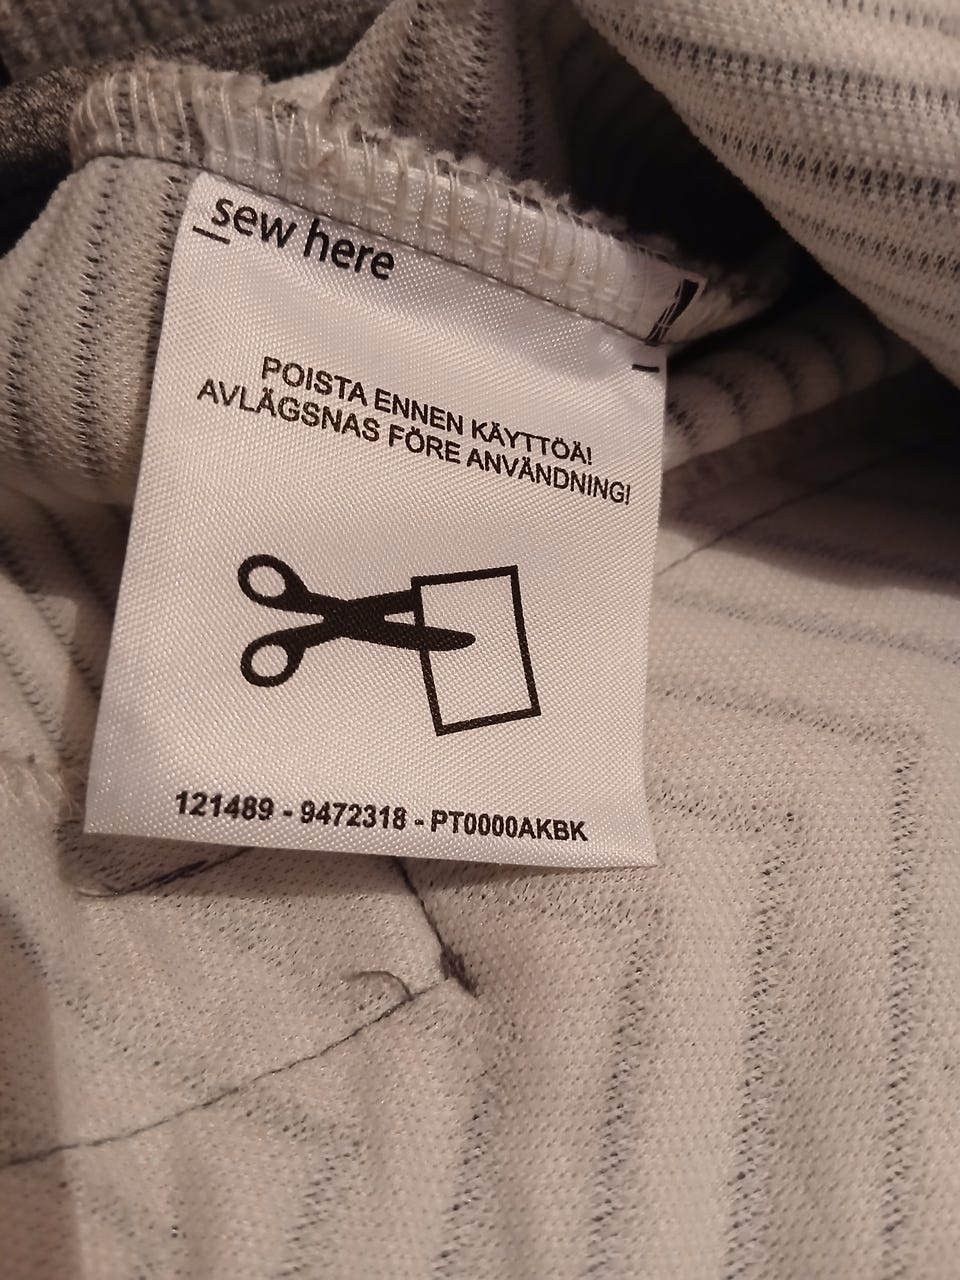 sew here
POISTA ENNEN KÄYTTÖÄ!
AVLÄGSNAS FÖRE ANVÄNDNING!
121489 - 9472318 - PT0000AKBK